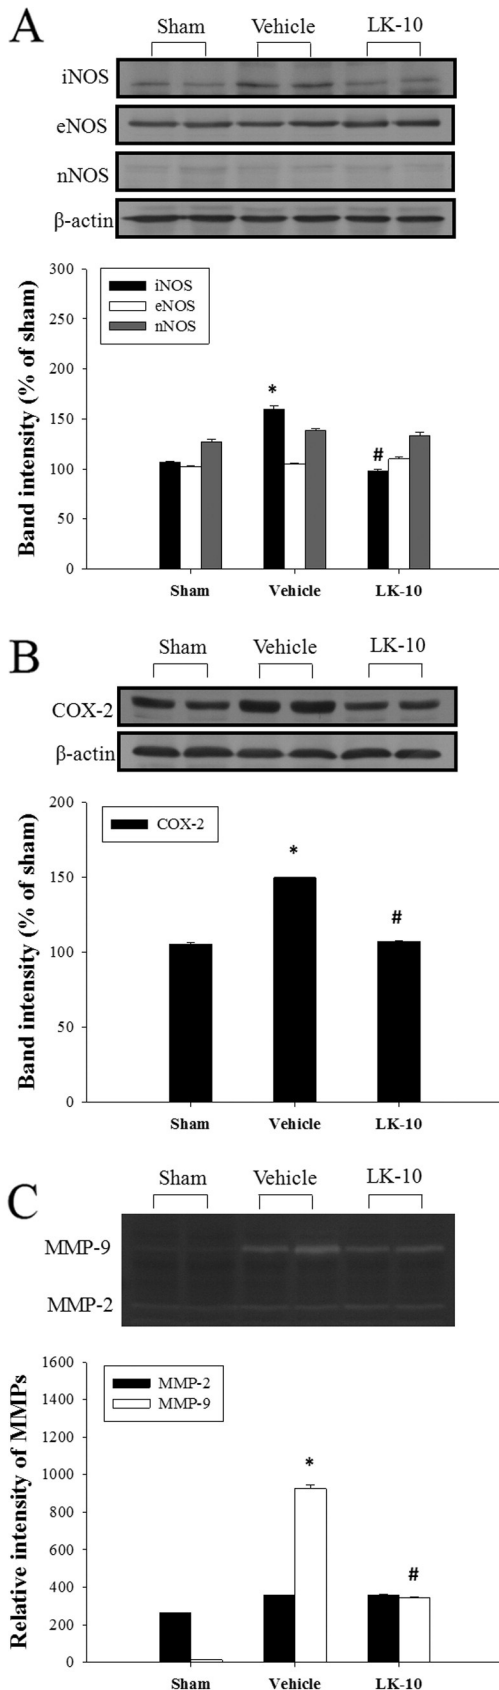 A
Sham Vehicle LK-10
iNOS
eNOS
nNOS
β-actin
300
250
200
150
100
50
0
Band intensity (% of sham)
iNOS
eNOS
nNOS
*
#
Sham Vehicle LK-10
B
Sham Vehicle LK-10
COX-2
β-actin
200
150
100
50
0
Band intensity (% of sham)
COX-2
*
#
Sham Vehicle LK-10
C
Sham Vehicle LK-10
MMP-9
MMP-2
1600
1400
1200
1000
800
600
400
200
0
Relative intensity of MMPs
MMP-2
MMP-9
*
#
Sham Vehicle LK-10